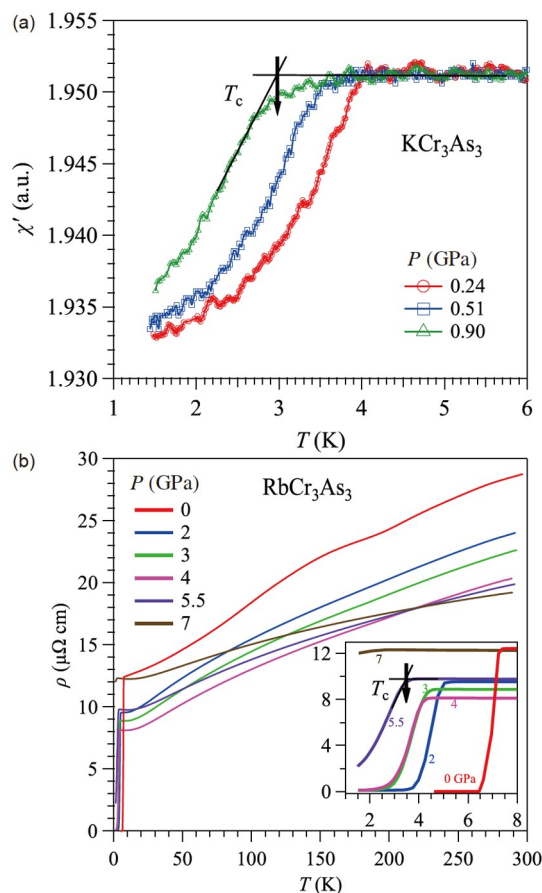 (a)
1.955
1.950
1.945
1.940
1.935
1.930
χ′ (a.u.)
Tc
KCr3As3
P (GPa)
0.24
0.51
0.90
1 2 3 4 5 6
T (K)
(b)
30
25
20
15
10
5
0
ρ (μΩ cm)
RbCr3As3
P (GPa)
0
2
3
4
5.5
7
12
8
4
0
7
Tc
5.5
3
4
2
0 GPa
2 4 6 8
0 50 100 150 200 250 300
T (K)